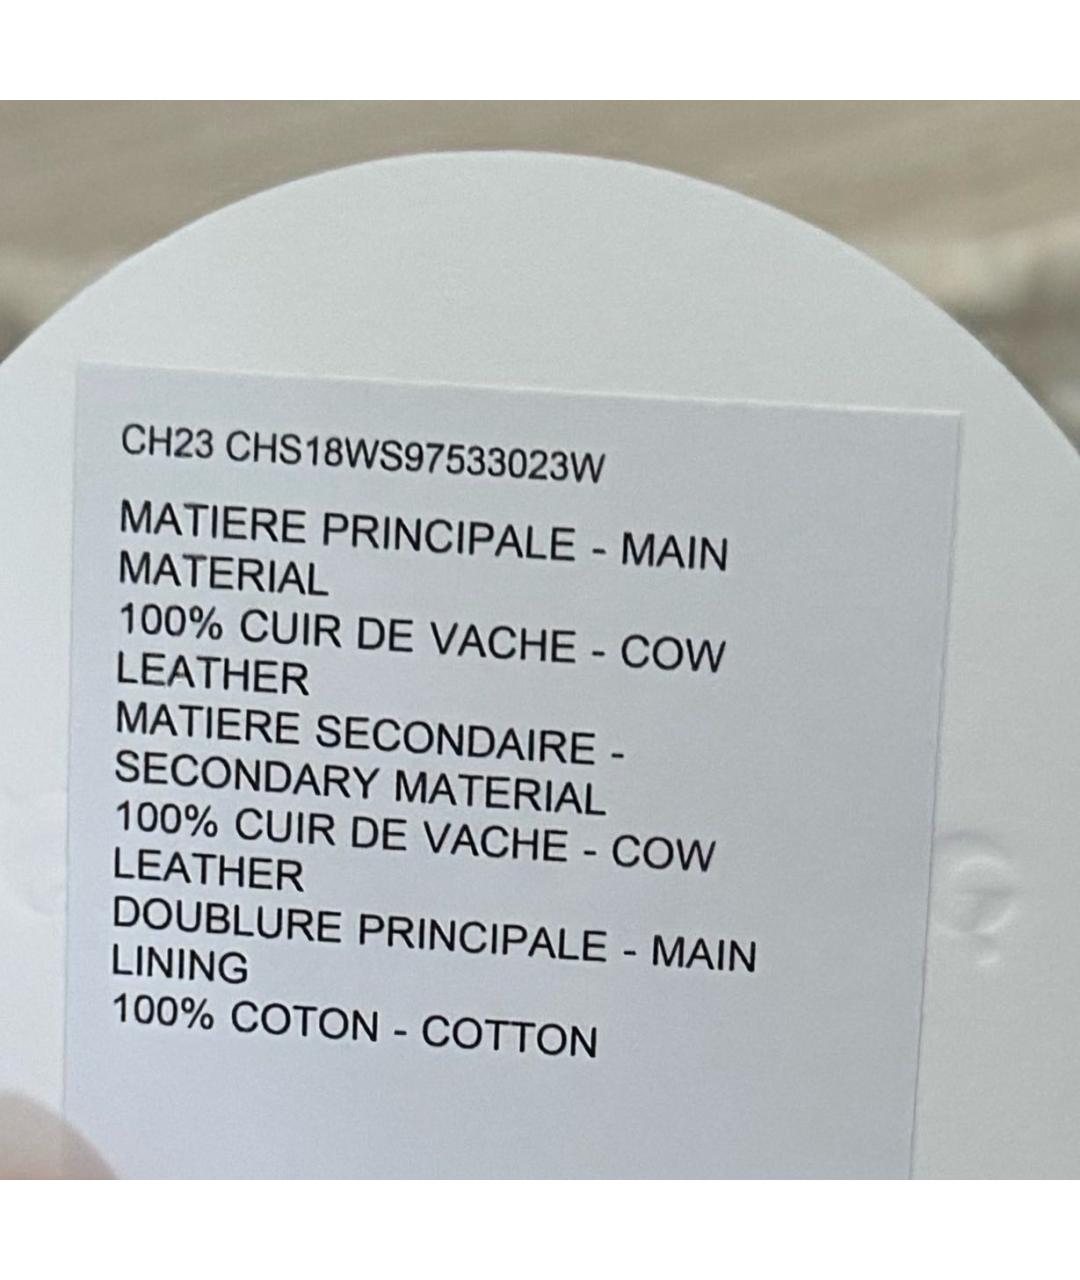 CH23 CHS18WS97533023W
MATIERE PRINCIPALE - MAIN
MATERIAL
100% CUIR DE VACHE - COW
LEATHER
MATIERE SECONDAIRE -
SECONDARY MATERIAL
100% CUIR DE VACHE - COW
LEATHER
DOUBLURE PRINCIPALE - MAIN
LINING
100% COTON - COTTON